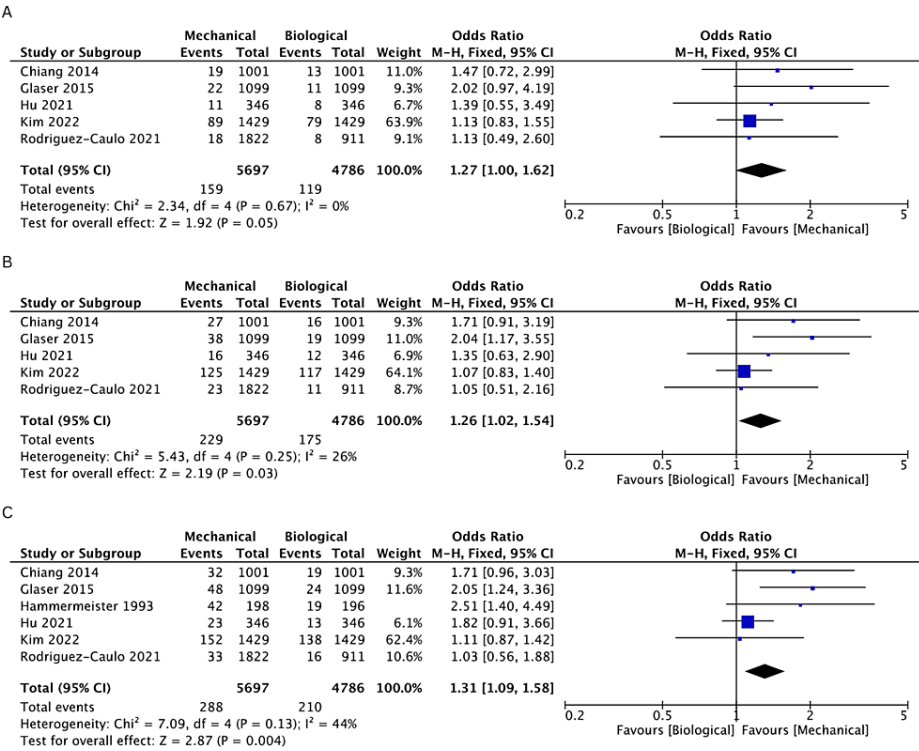 A
Mechanical Biological Odds Ratio Odds Ratio
Study or Subgroup Events Total Events Total Weight M-H, Fixed, 95% CI M-H, Fixed, 95% CI
Chiang 2014 19 1001 13 1001 11.0% 1.47 [0.72, 2.99]
Glaser 2015 22 1099 11 1099 9.3% 2.02 [0.97, 4.19]
Hu 2021 11 346 8 346 6.7% 1.39 [0.55, 3.49]
Kim 2022 89 1429 79 1429 63.9% 1.13 [0.83, 1.55]
Rodriguez-Caulo 2021 18 1822 8 911 9.1% 1.13 [0.49, 2.60]
Total (95% CI) 5697 4786 100.0% 1.27 [1.00, 1.62]
Total events 159 119
Heterogeneity: Chi² = 2.34, df = 4 (P = 0.67); I² = 0%
Test for overall effect: Z = 1.92 (P = 0.05)
0.2 0.5 1 2 5
Favours [Biological] Favours [Mechanical]
B
Mechanical Biological Odds Ratio Odds Ratio
Study or Subgroup Events Total Events Total Weight M-H, Fixed, 95% CI M-H, Fixed, 95% CI
Chiang 2014 27 1001 16 1001 9.3% 1.71 [0.91, 3.19]
Glaser 2015 38 1099 19 1099 11.0% 2.04 [1.17, 3.55]
Hu 2021 16 346 12 346 6.9% 1.35 [0.63, 2.90]
Kim 2022 125 1429 117 1429 64.1% 1.07 [0.83, 1.40]
Rodriguez-Caulo 2021 23 1822 11 911 8.7% 1.05 [0.51, 2.16]
Total (95% CI) 5697 4786 100.0% 1.26 [1.02, 1.54]
Total events 229 175
Heterogeneity: Chi² = 5.43, df = 4 (P = 0.25); I² = 26%
Test for overall effect: Z = 2.19 (P = 0.03)
0.2 0.5 1 2 5
Favours [Biological] Favours [Mechanical]
C
Mechanical Biological Odds Ratio Odds Ratio
Study or Subgroup Events Total Events Total Weight M-H, Fixed, 95% CI M-H, Fixed, 95% CI
Chiang 2014 32 1001 19 1001 9.3% 1.71 [0.96, 3.03]
Glaser 2015 48 1099 24 1099 11.6% 2.05 [1.24, 3.36]
Hammermeister 1993 42 198 19 196 2.51 [1.40, 4.49]
Hu 2021 23 346 13 346 6.1% 1.82 [0.91, 3.66]
Kim 2022 152 1429 138 1429 62.4% 1.11 [0.87, 1.42]
Rodriguez-Caulo 2021 33 1822 16 911 10.6% 1.03 [0.56, 1.88]
Total (95% CI) 5697 4786 100.0% 1.31 [1.09, 1.58]
Total events 288 210
Heterogeneity: Chi² = 7.09, df = 4 (P = 0.13); I² = 44%
Test for overall effect: Z = 2.87 (P = 0.004)
0.2 0.5 1 2 5
Favours [Biological] Favours [Mechanical]